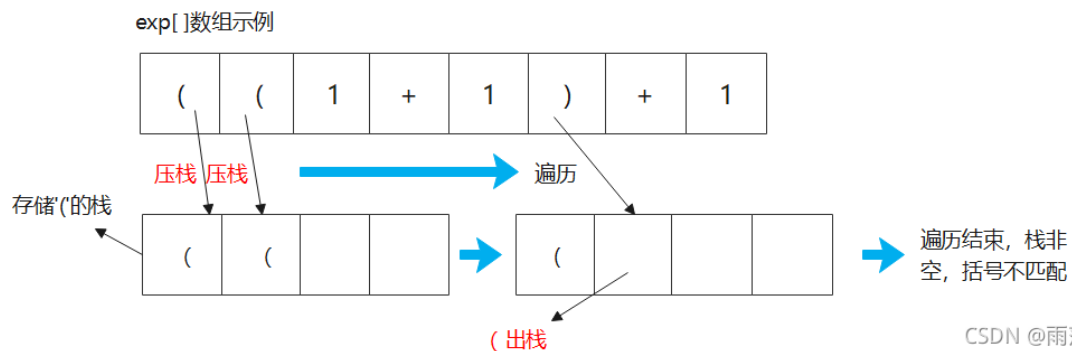 exp[ ]数组示例
( ( 1 + 1 ) + 1
压栈 压栈
遍历
存储'('的栈
( (
(
遍历结束，栈非
空，括号不匹配
( 出栈
CSDN @雨